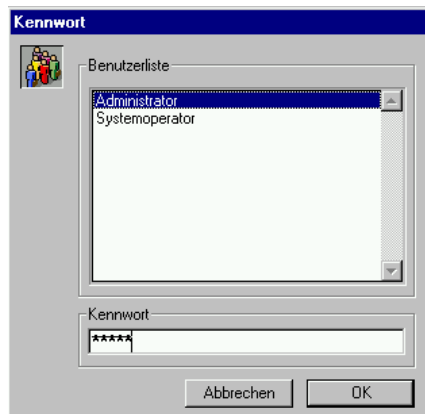 Kennwort
Benutzerliste
Administrator
Systemoperator
Kennwort
*****
Abbrechen OK